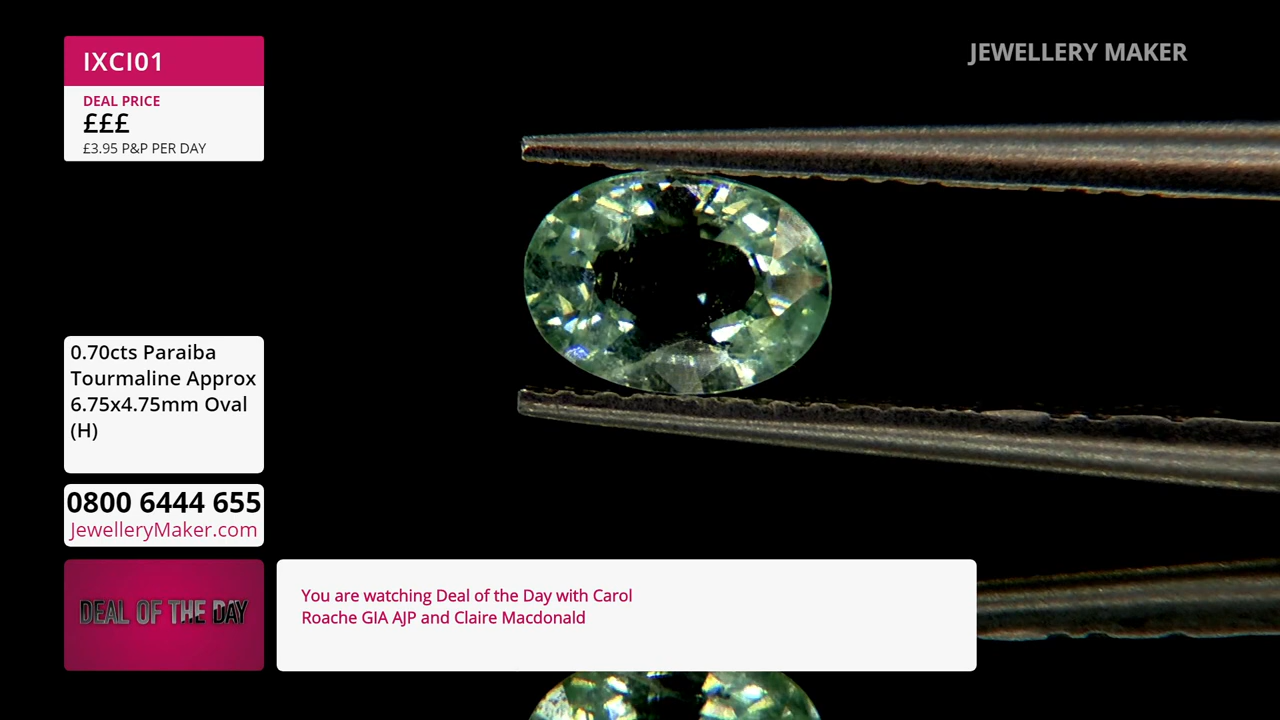 IXCI01
DEAL PRICE
£££
£3.95 P&P PER DAY
JEWELLERY MAKER
0.70cts Paraiba
Tourmaline Approx
6.75x4.75mm Oval
(H)
0800 6444 655
JewelleryMaker.com
DEAL OF THE DAY
You are watching Deal of the Day with Carol
Roache GIA AJP and Claire Macdonald